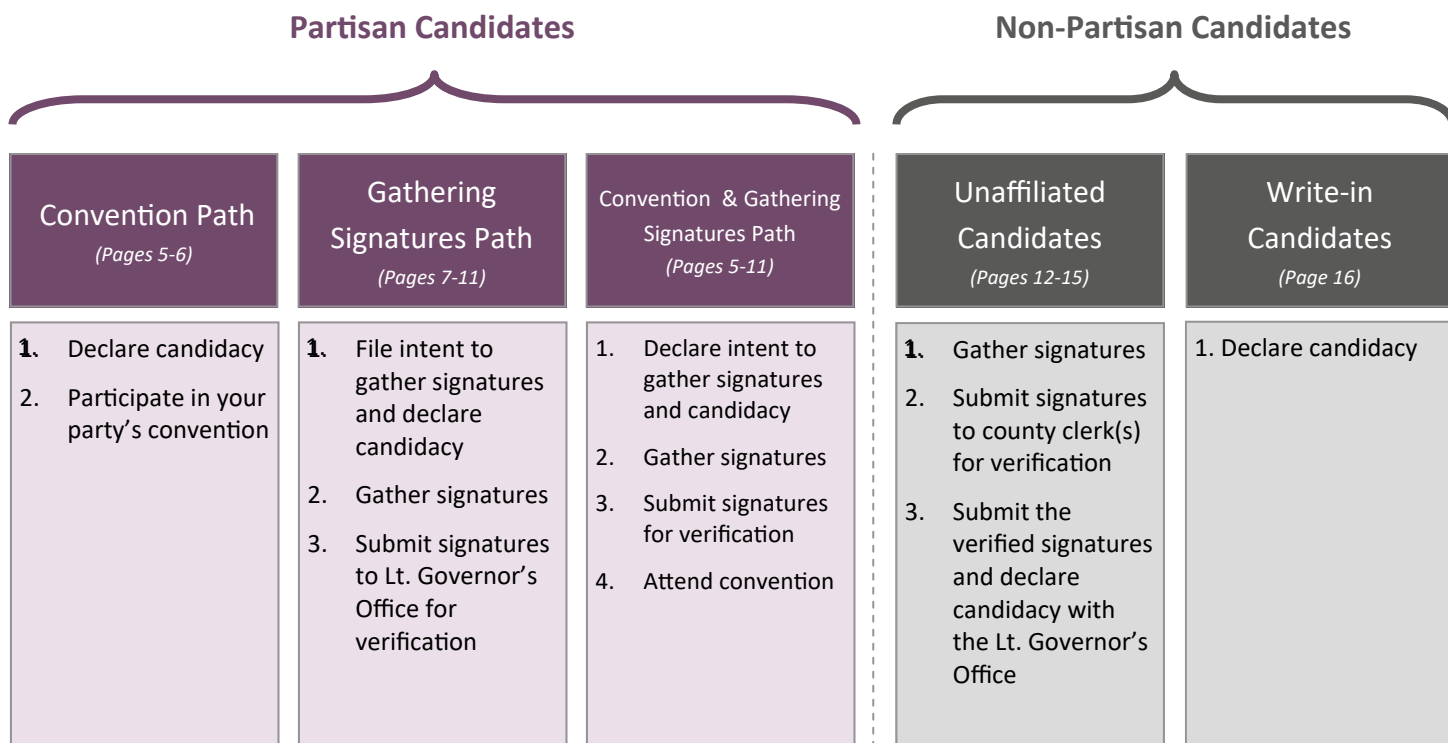 Partisan Candidates
Non-Partisan Candidates
Convention Path
(Pages 5-6)
Gathering
Signatures Path
(Pages 7-11)
Convention & Gathering
Signatures Path
(Pages 5-11)
Unaffiliated
Candidates
(Pages 12-15)
Write-in
Candidates
(Page 16)
1. Declare candidacy
2. Participate in your
party’s convention
1. File intent to
gather signatures
and declare
candidacy
2. Gather signatures
3. Submit signatures
to Lt. Governor’s
Office for
verification
1. Declare intent to
gather signatures
and candidacy
2. Gather signatures
3. Submit signatures
for verification
4. Attend convention
1. Gather signatures
2. Submit signatures
to county clerk(s)
for verification
3. Submit the
verified signatures
and declare
candidacy with
the Lt. Governor’s
Office
1. Declare candidacy